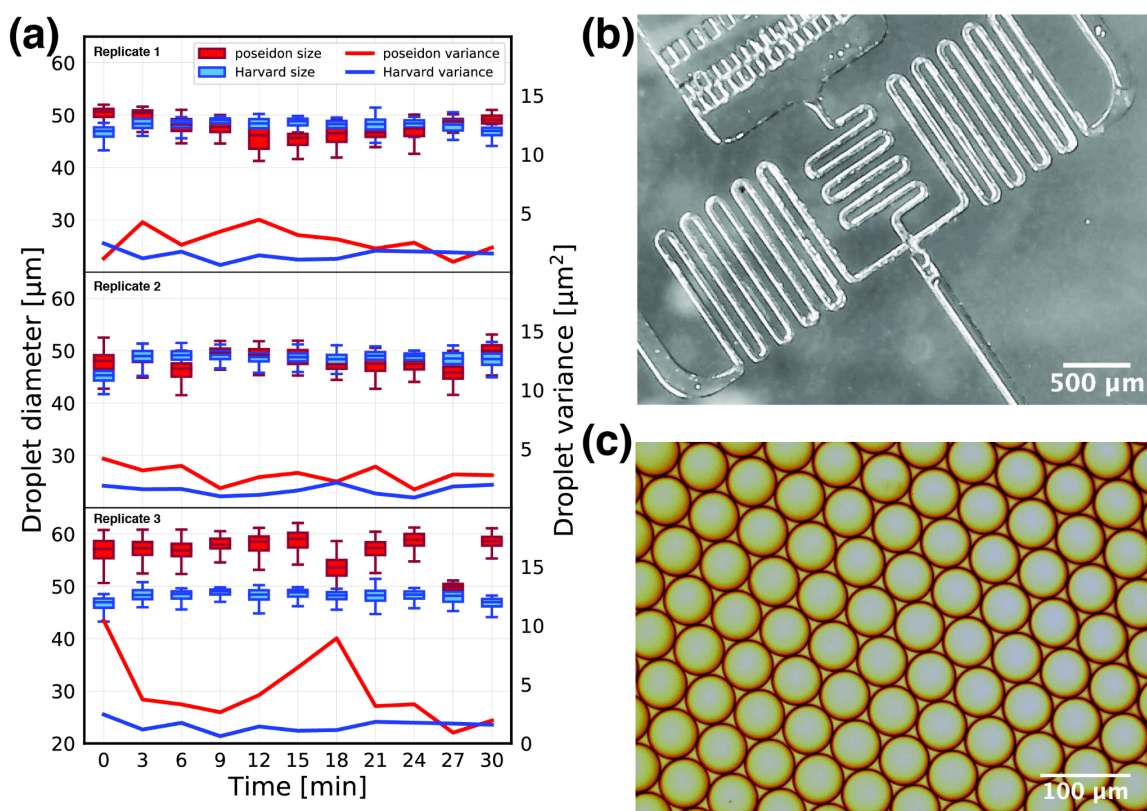 (a)
Replicate 1
poseidon size
Harvard size
poseidon variance
Harvard variance
60
50
40
30
15
10
5
Replicate 2
60
50
40
30
15
10
5
Replicate 3
60
50
40
30
20
15
10
5
0
Droplet diameter [μm]
Droplet variance [μm²]
0 3 6 9 12 15 18 21 24 27 30
Time [min]
(b)
500 μm
(c)
100 μm